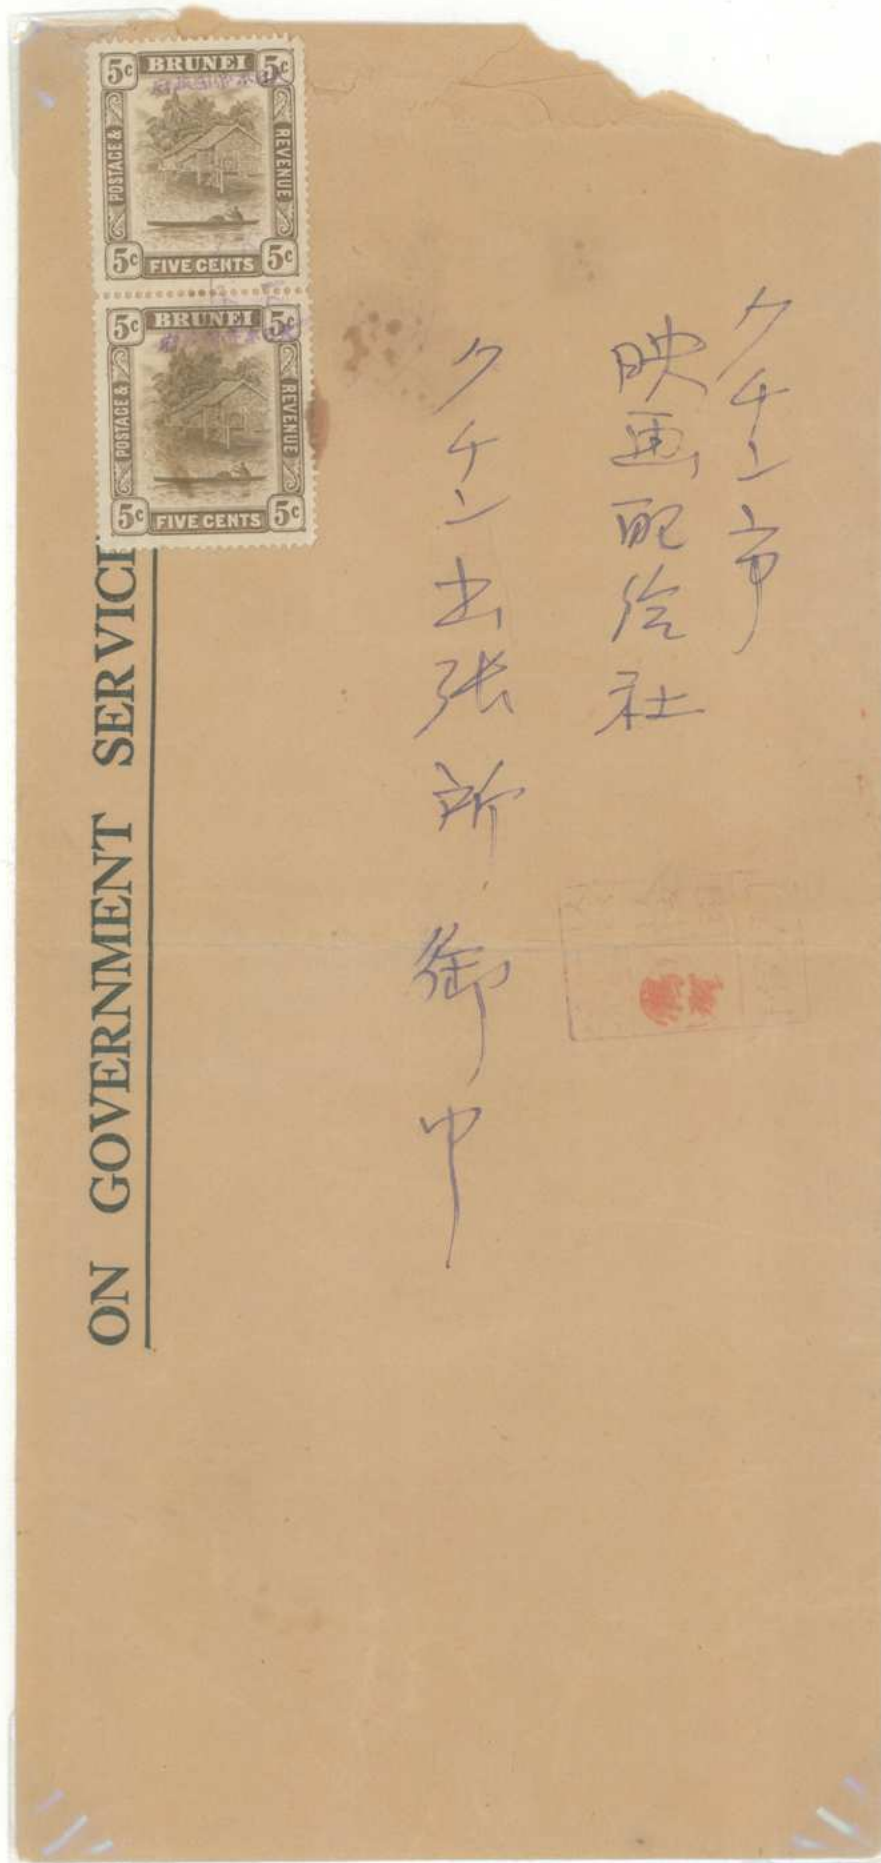 5c BRUNEI 5c
POSTAGE &
REVENUE
5c FIVE CENTS 5c
5c BRUNEI 5c
POSTAGE &
REVENUE
5c FIVE CENTS 5c
ON GOVERNMENT SERVICE
クチン市
映画配給社
クチン出張所 御中